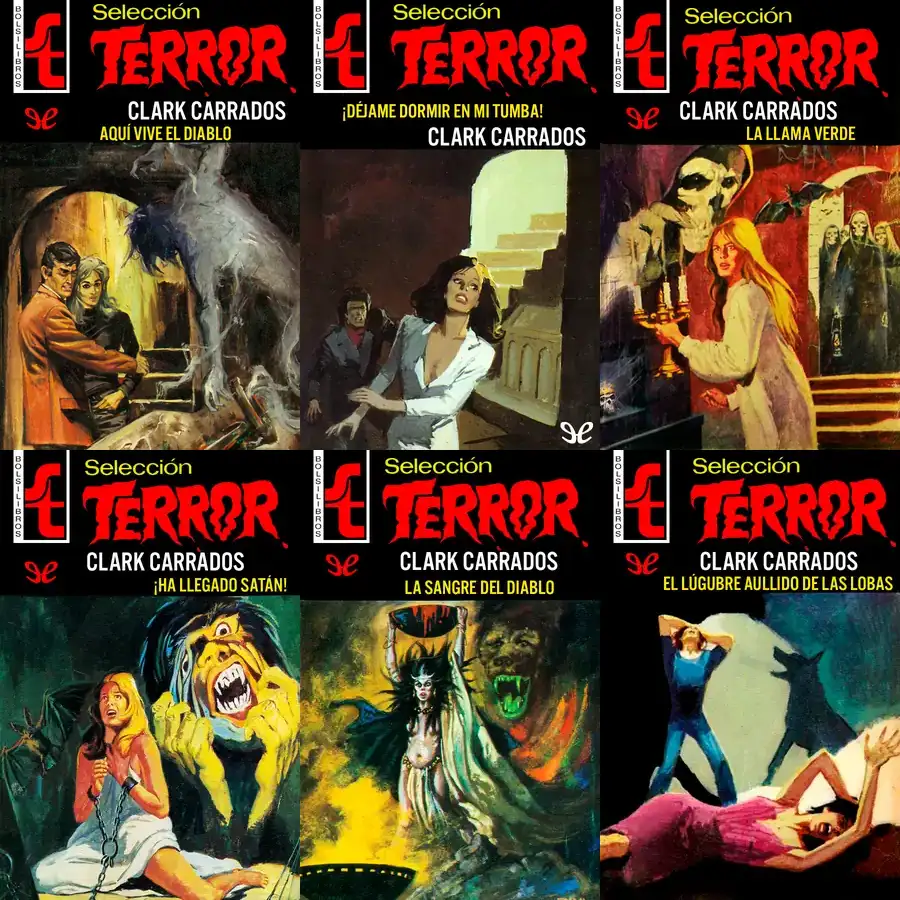 BOLSILIBROS
Selección
TERROR
CLARK CARRADOS
AQUÍ VIVE EL DIABLO
BOLSILIBROS
Selección
TERROR
¡DÉJAME DORMIR EN MI TUMBA!
CLARK CARRADOS
BOLSILIBROS
Selección
TERROR
CLARK CARRADOS
LA LLAMA VERDE
BOLSILIBROS
Selección
TERROR
CLARK CARRADOS
¡HA LLEGADO SATÁN!
BOLSILIBROS
Selección
TERROR
CLARK CARRADOS
LA SANGRE DEL DIABLO
BOLSILIBROS
Selección
TERROR
CLARK CARRADOS
EL LÚGUBRE AULLIDO DE LAS LOBAS